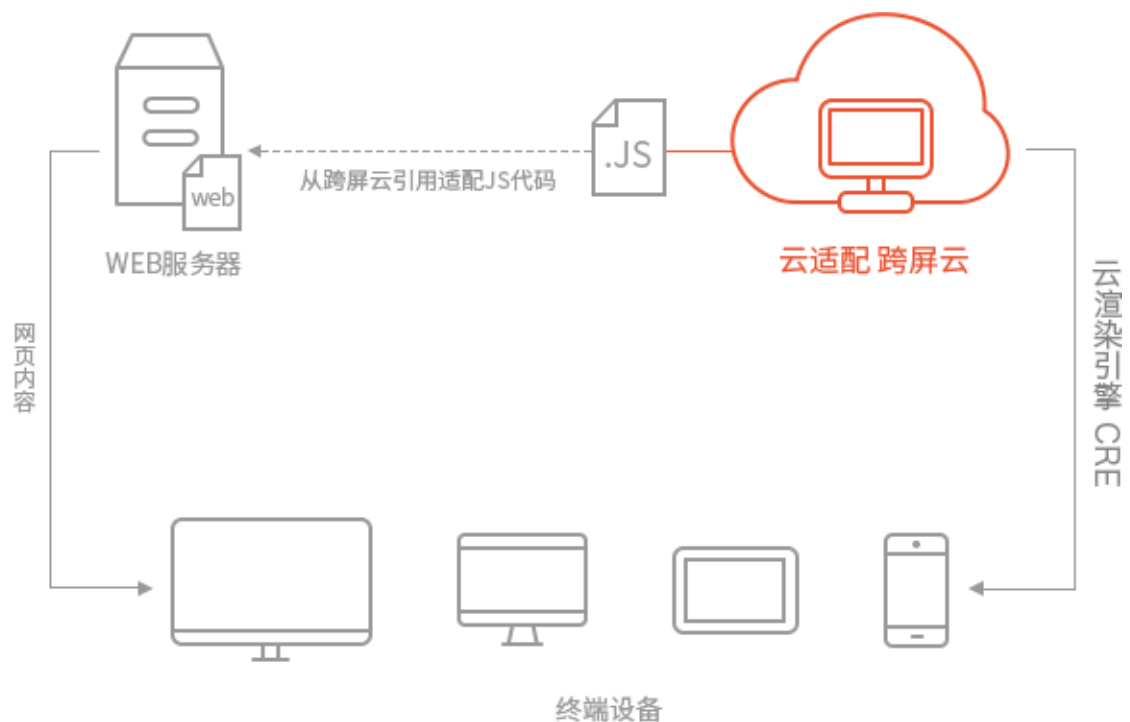 .JS
从跨屏云引用适配JS代码
web
WEB服务器
云适配 跨屏云
网页内容
云渲染引擎 CRE
终端设备